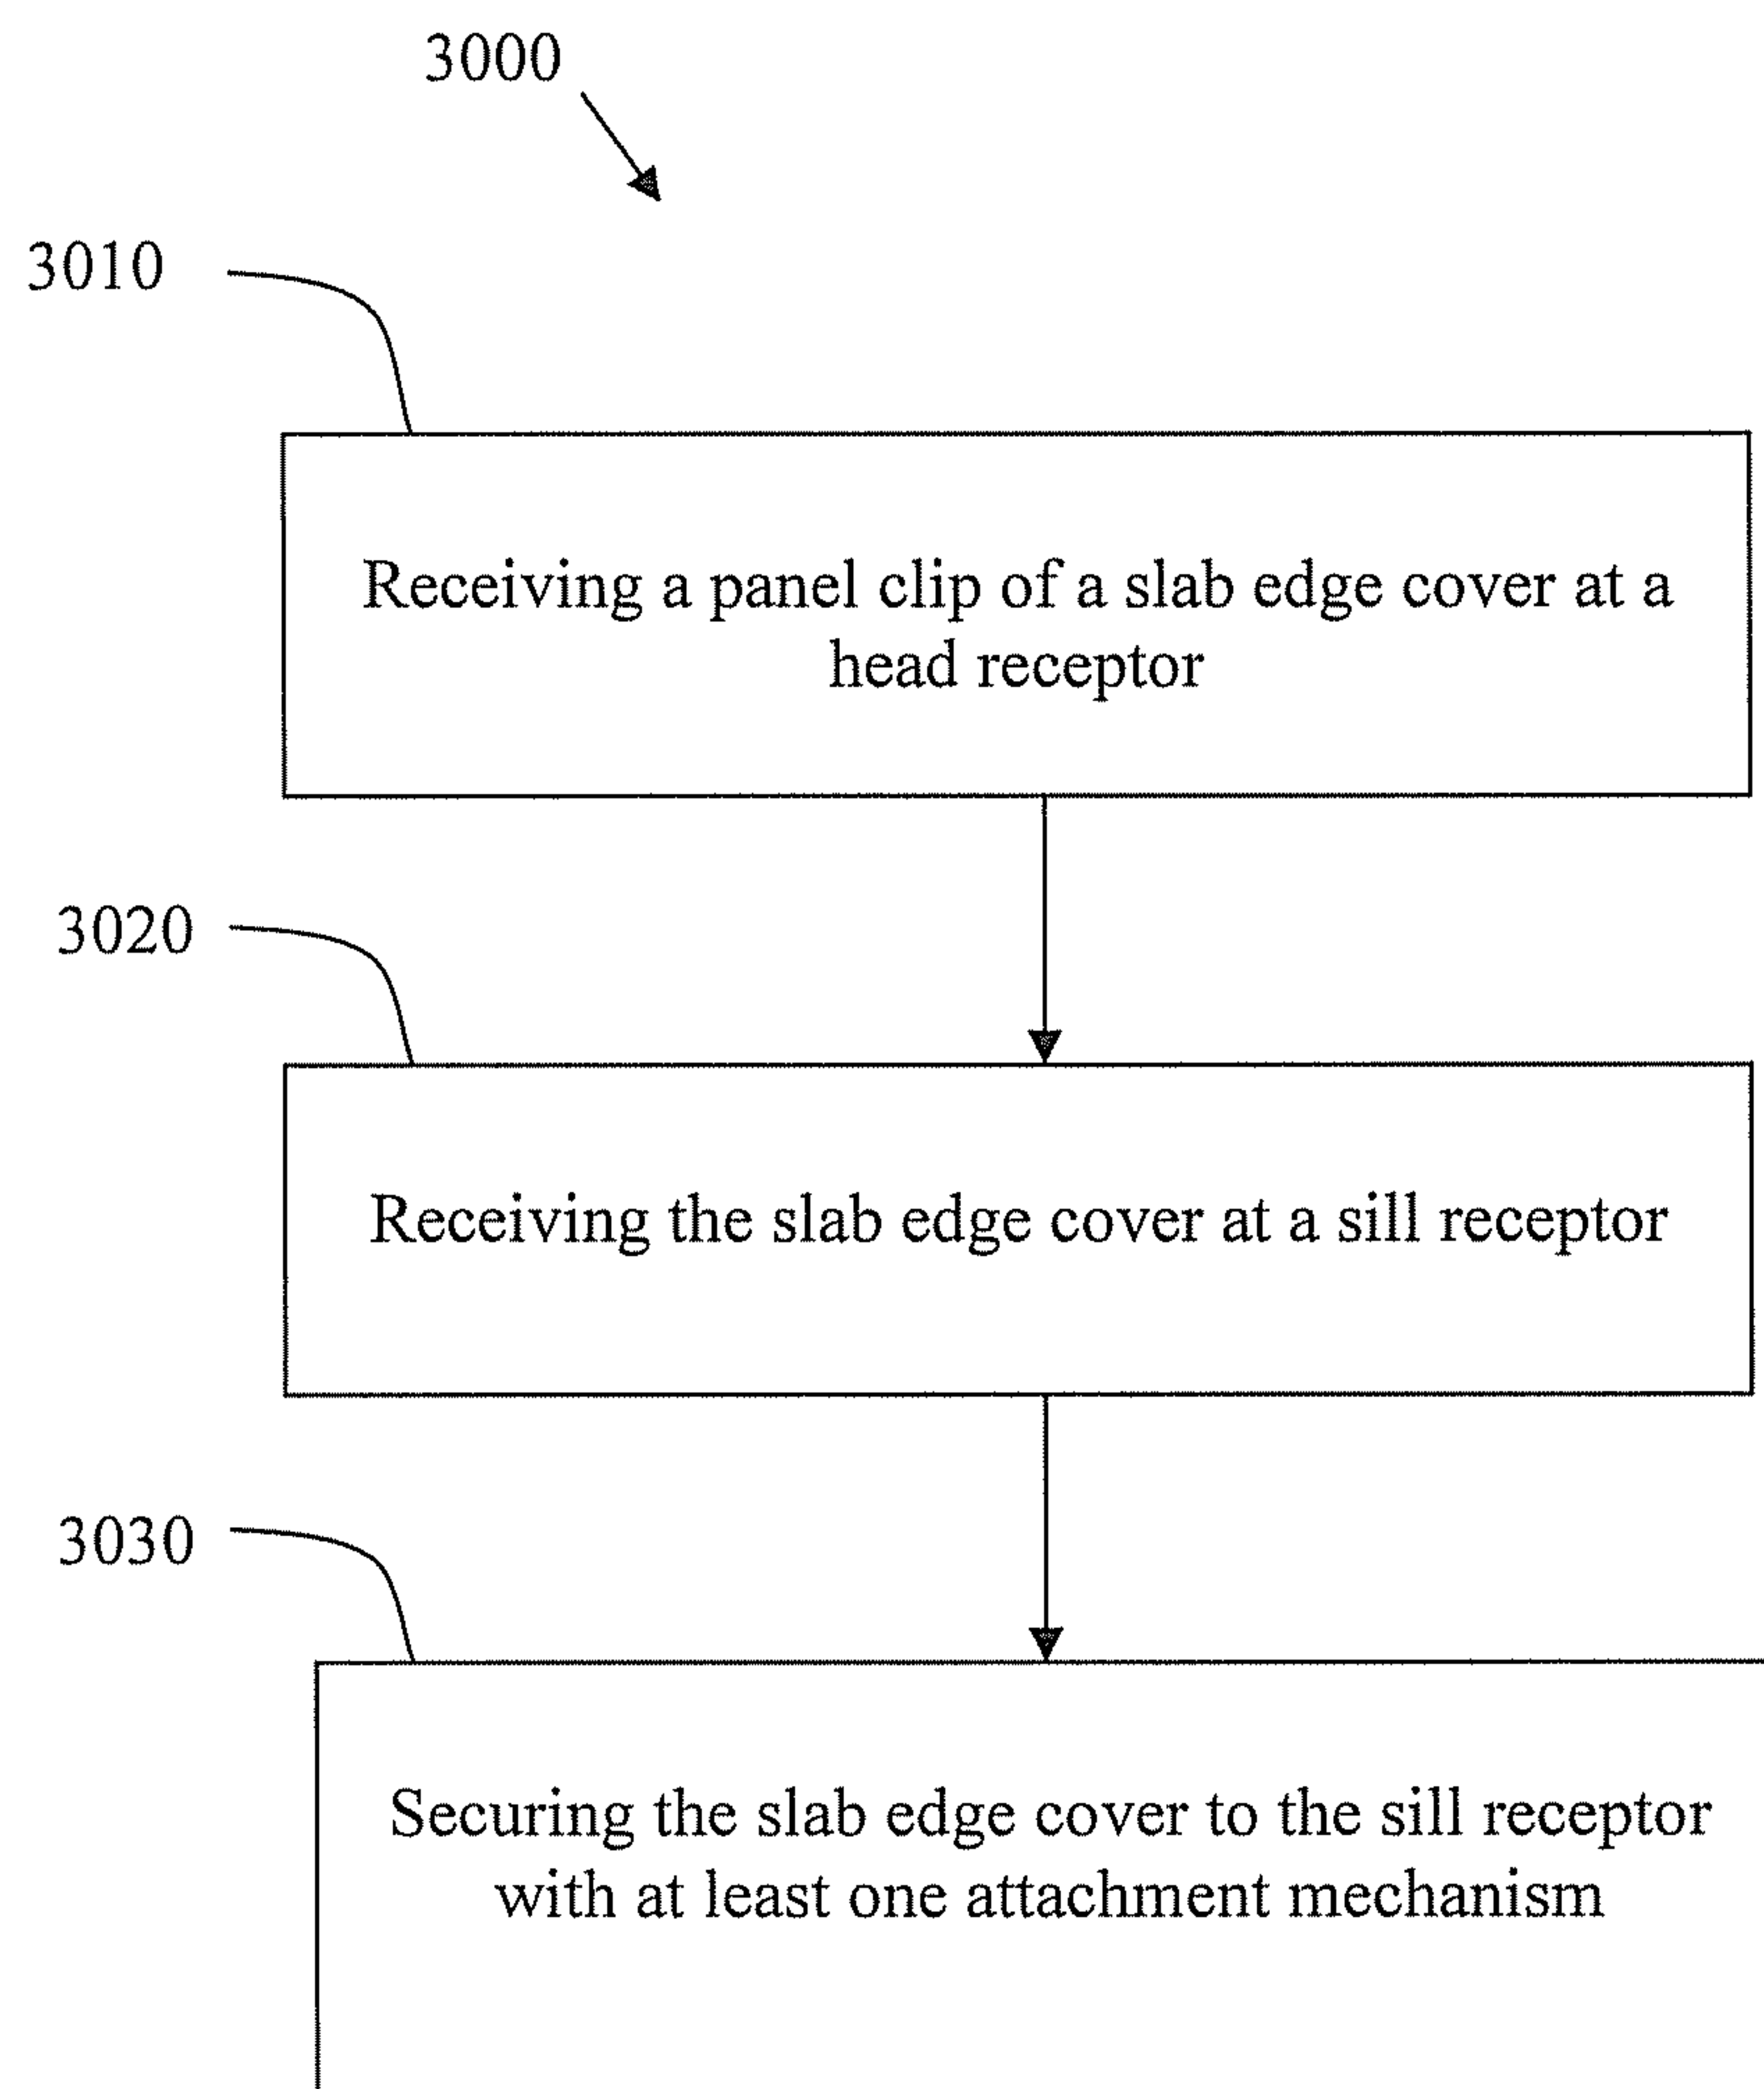 3000
3010
Receiving a panel clip of a slab edge cover at a
head receptor
3020
Receiving the slab edge cover at a sill receptor
3030
Securing the slab edge cover to the sill receptor
with at least one attachment mechanism